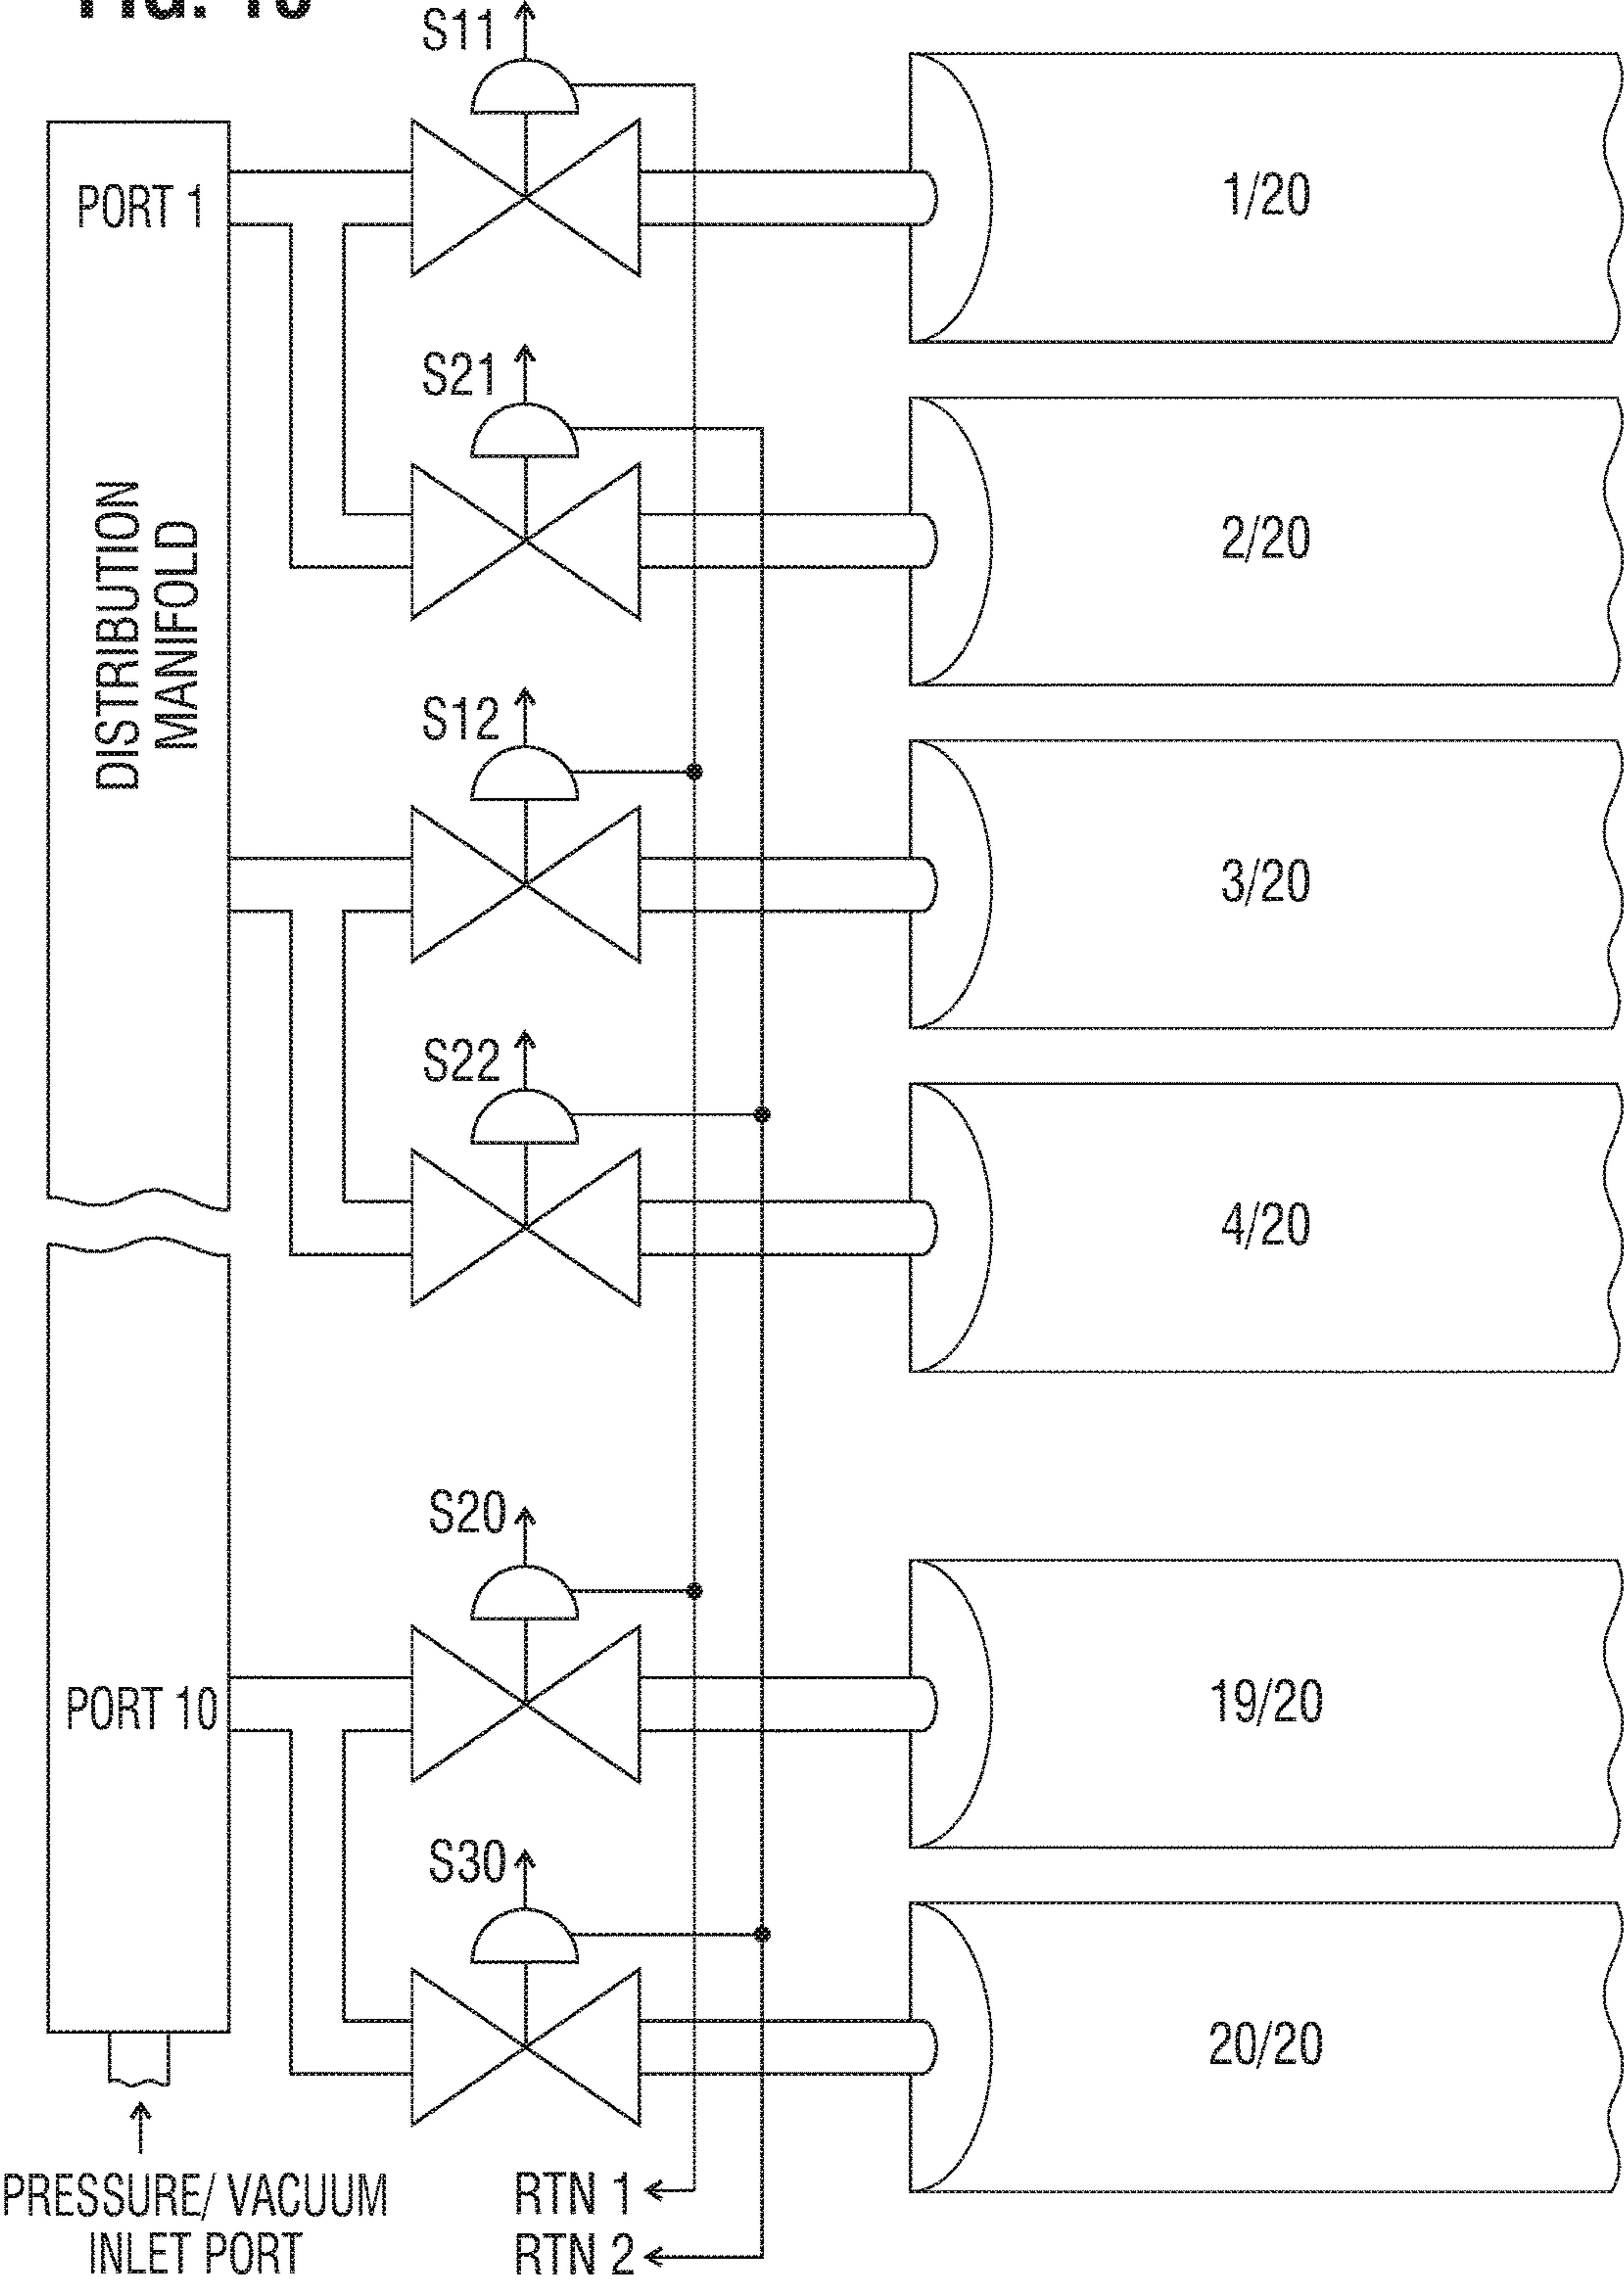 S11
PORT 1
1/20
S21
2/20
DISTRIBUTION
MANIFOLD
S12
3/20
S22
4/20
S20
PORT 10
19/20
S30
20/20
PRESSURE/ VACUUM
INLET PORT
RTN 1
RTN 2